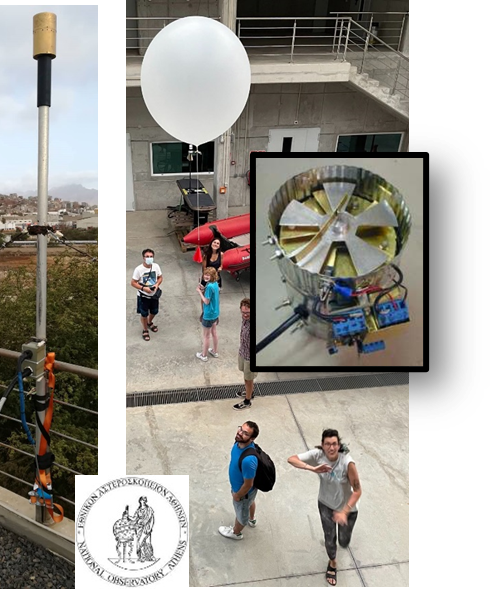 ΕΘΝΙΚΟΝ ΑΣΤΕΡΟΣΚΟΠΕΙΟΝ ΑΘΗΝΩΝ
NATIONAL OBSERVATORY ATHENS